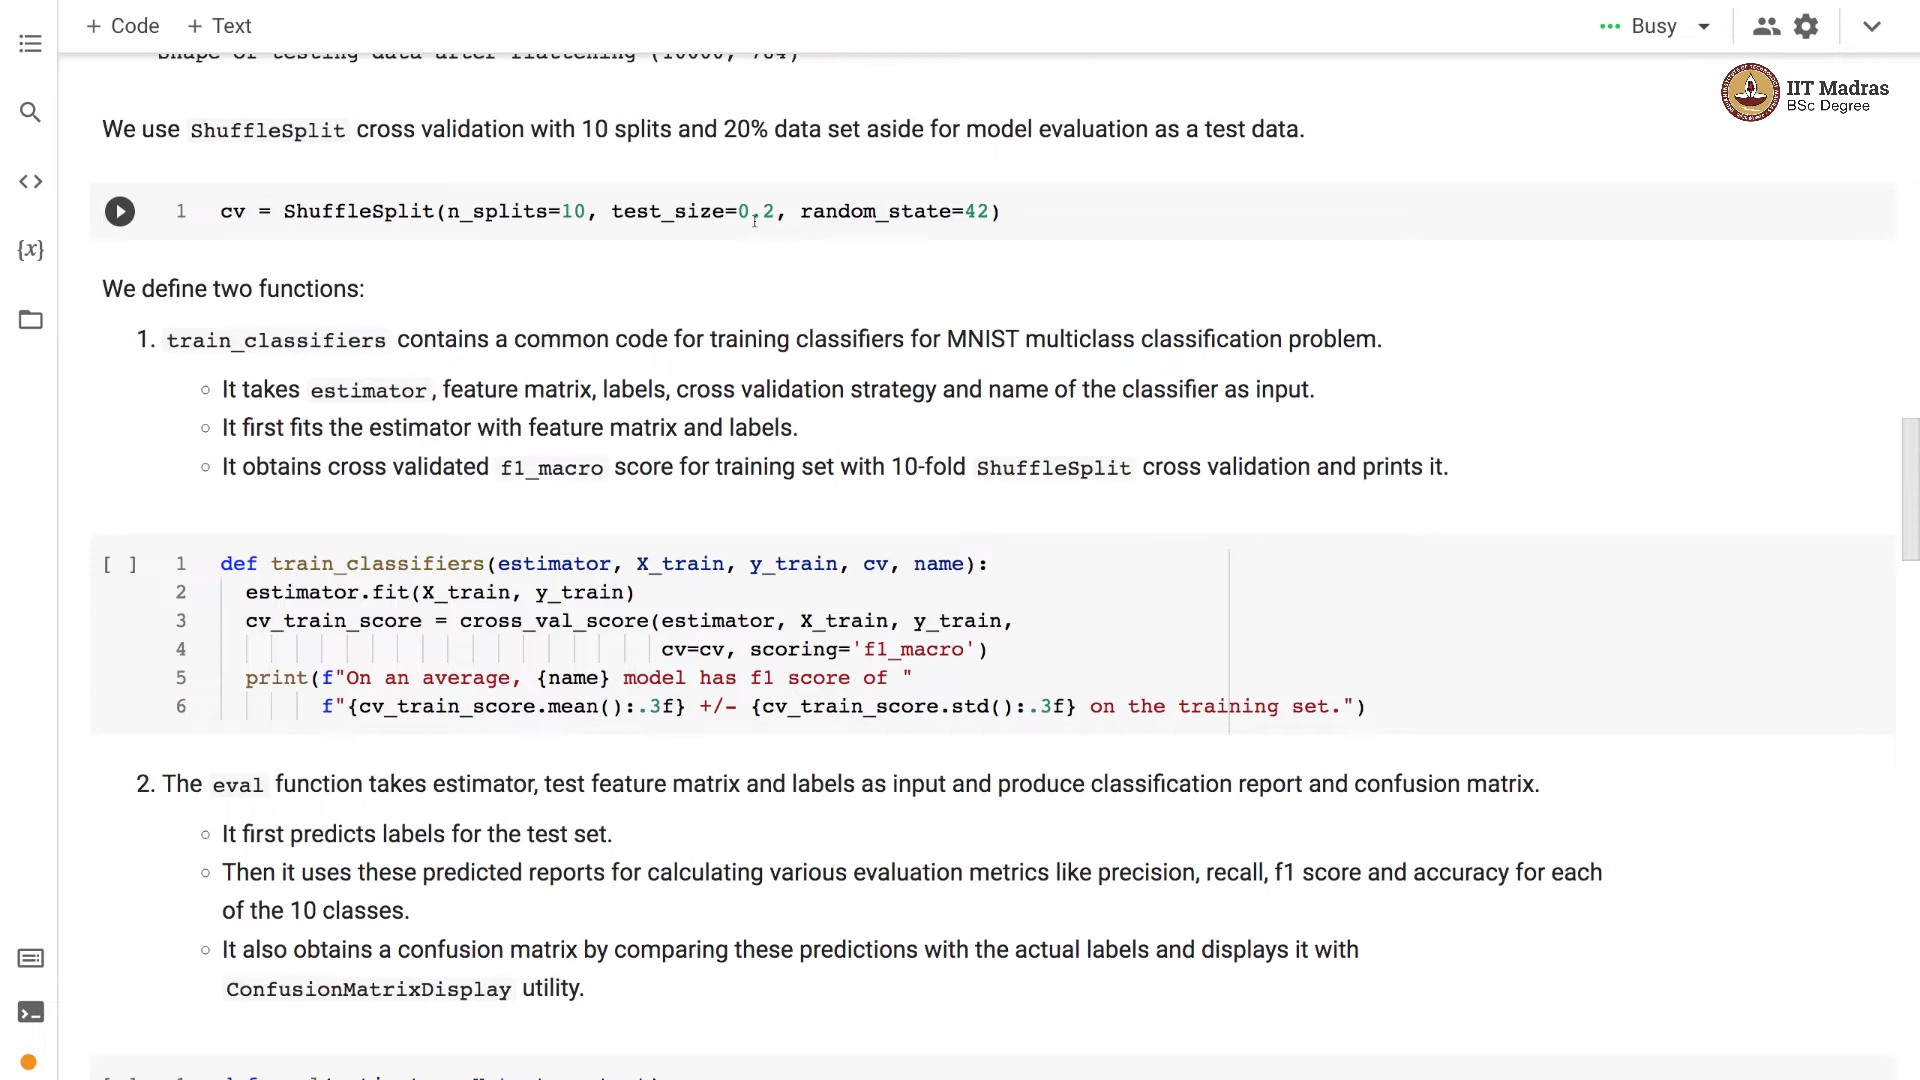 + Code + Text
Busy
Shape of testing data after flattening (10000, 784)
IIT Madras
BSc Degree
We use ShuffleSplit cross validation with 10 splits and 20% data set aside for model evaluation as a test data.
1 cv = ShuffleSplit(n_splits=10, test_size=0.2, random_state=42)
{x}
We define two functions:
1. train_classifiers contains a common code for training classifiers for MNIST multiclass classification problem.
It takes estimator, feature matrix, labels, cross validation strategy and name of the classifier as input.
It first fits the estimator with feature matrix and labels.
It obtains cross validated f1_macro score for training set with 10-fold ShuffleSplit cross validation and prints it.
[ ] 1 def train_classifiers(estimator, X_train, y_train, cv, name):
2 estimator.fit(X_train, y_train)
3 cv_train_score = cross_val_score(estimator, X_train, y_train,
4 cv=cv, scoring='f1_macro')
5 print(f"On an average, {name} model has f1 score of "
6 f"{cv_train_score.mean():.3f} +/- {cv_train_score.std():.3f} on the training set.")
2. The eval function takes estimator, test feature matrix and labels as input and produce classification report and confusion matrix.
It first predicts labels for the test set.
Then it uses these predicted reports for calculating various evaluation metrics like precision, recall, f1 score and accuracy for each
of the 10 classes.
It also obtains a confusion matrix by comparing these predictions with the actual labels and displays it with
ConfusionMatrixDisplay utility.